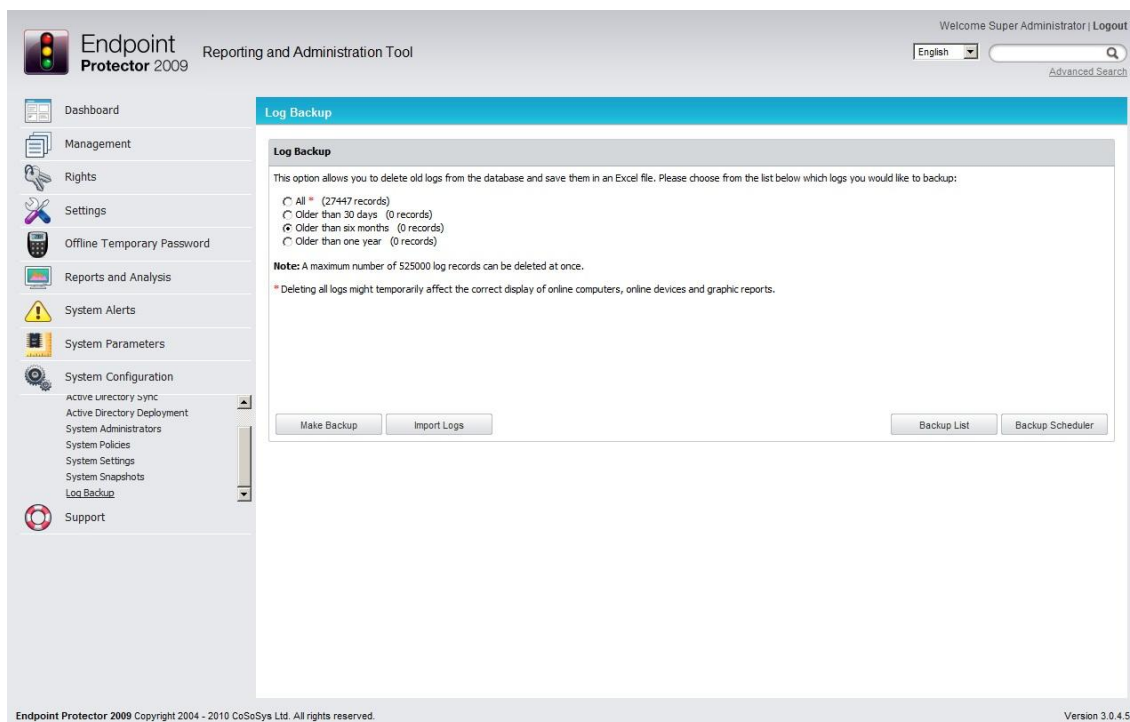 Welcome Super Administrator | Logout
Endpoint
Protector 2009
Reporting and Administration Tool
English
Advanced Search
Dashboard
Management
Rights
Settings
Offline Temporary Password
Reports and Analysis
System Alerts
System Parameters
System Configuration
Active Directory Sync
Active Directory Deployment
System Administrators
System Policies
System Settings
System Snapshots
Log Backup
Support
Log Backup
Log Backup
This option allows you to delete old logs from the database and save them in an Excel file. Please choose from the list below which logs you would like to backup:
All * (27447 records)
Older than 30 days (0 records)
Older than six months (0 records)
Older than one year (0 records)
Note: A maximum number of 525000 log records can be deleted at once.
* Deleting all logs might temporarily affect the correct display of online computers, online devices and graphic reports.
Make Backup Import Logs Backup List Backup Scheduler
Endpoint Protector 2009 Copyright 2004 - 2010 CoSoSys Ltd. All rights reserved. Version 3.0.4.5